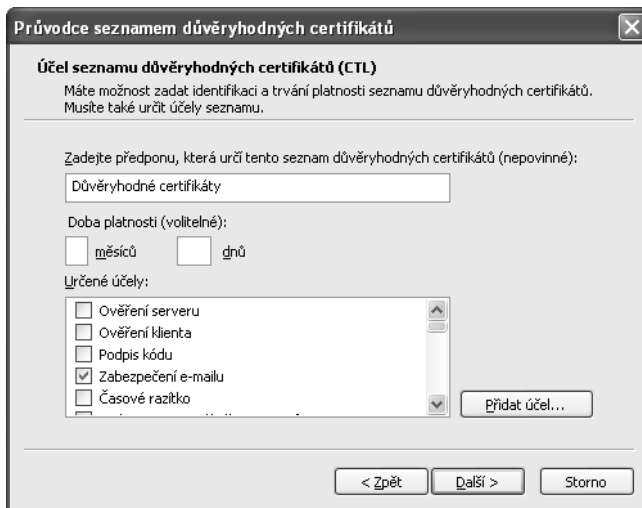 Průvodce seznamem důvěryhodných certifikátů
Účel seznamu důvěryhodných certifikátů (CTL)
Máte možnost zadat identifikaci a trvání platnosti seznamu důvěryhodných certifikátů.
Musíte také určit účely seznamu.
Zadejte předponu, která určí tento seznam důvěryhodných certifikátů (nepovinné):
Důvěryhodné certifikáty
Doba platnosti (volitelné):
měsíců dnů
Určené účely:
Ověření serveru
Ověření klienta
Podpis kódu
Zabezpečení e-mailu
Časové razítko
Přidat účel...
< Zpět Další > Storno